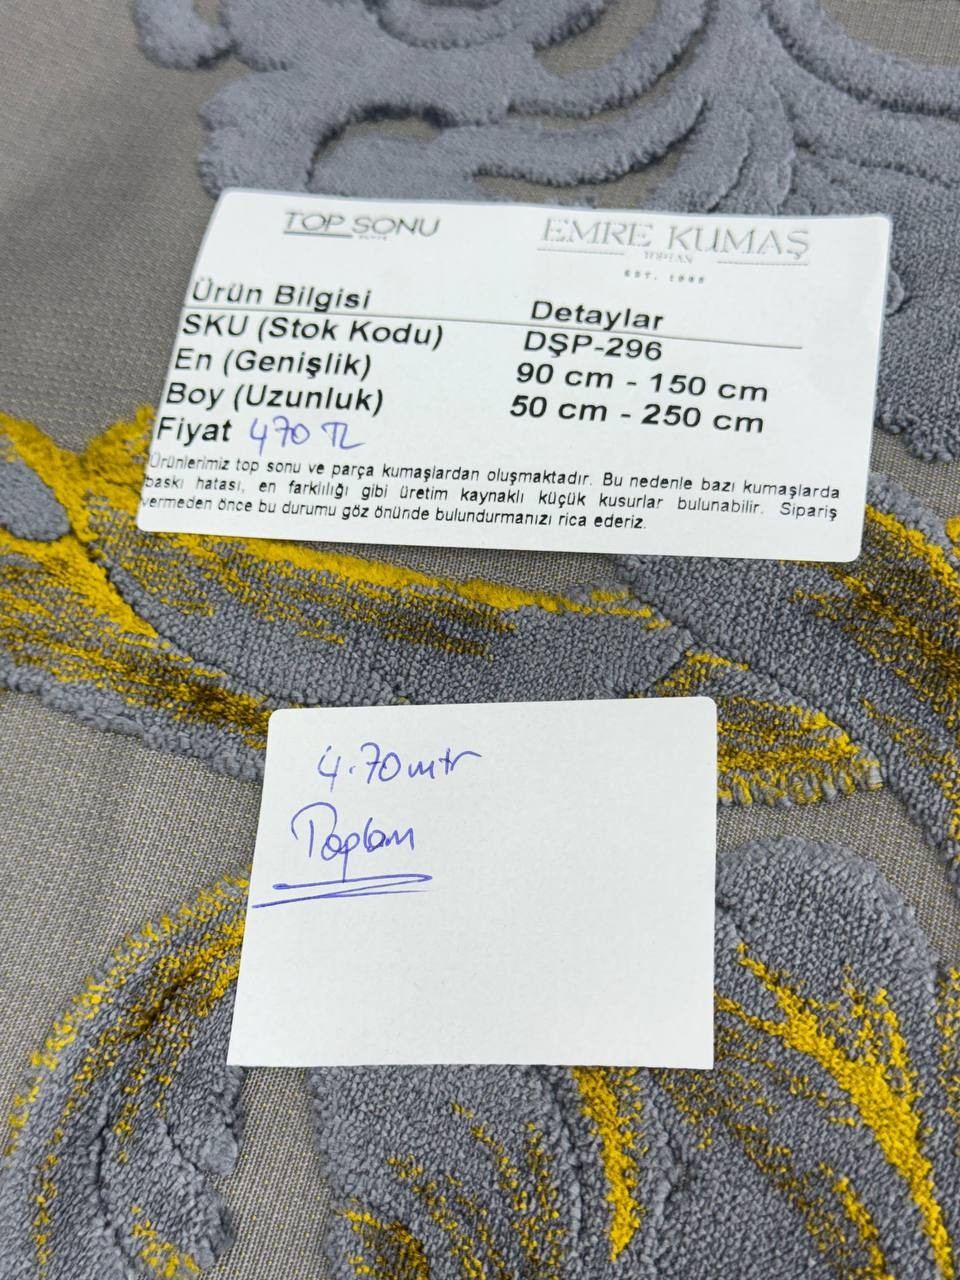 TOP SONU
EMRE KUMAŞ
TOPTAN
EST. 1985
Ürün Bilgisi Detaylar
SKU (Stok Kodu) DŞP-296
En (Genişlik) 90 cm - 150 cm
Boy (Uzunluk) 50 cm - 250 cm
Fiyat 470 TL
Ürünlerimiz top sonu ve parça kumaşlardan oluşmaktadır. Bu nedenle bazı kumaşlarda
baskı hatası, en farklılığı gibi üretim kaynaklı küçük kusurlar bulunabilir. Sipariş
vermeden önce bu durumu göz önünde bulundurmanızı rica ederiz.
4.70 mtr
Toplam